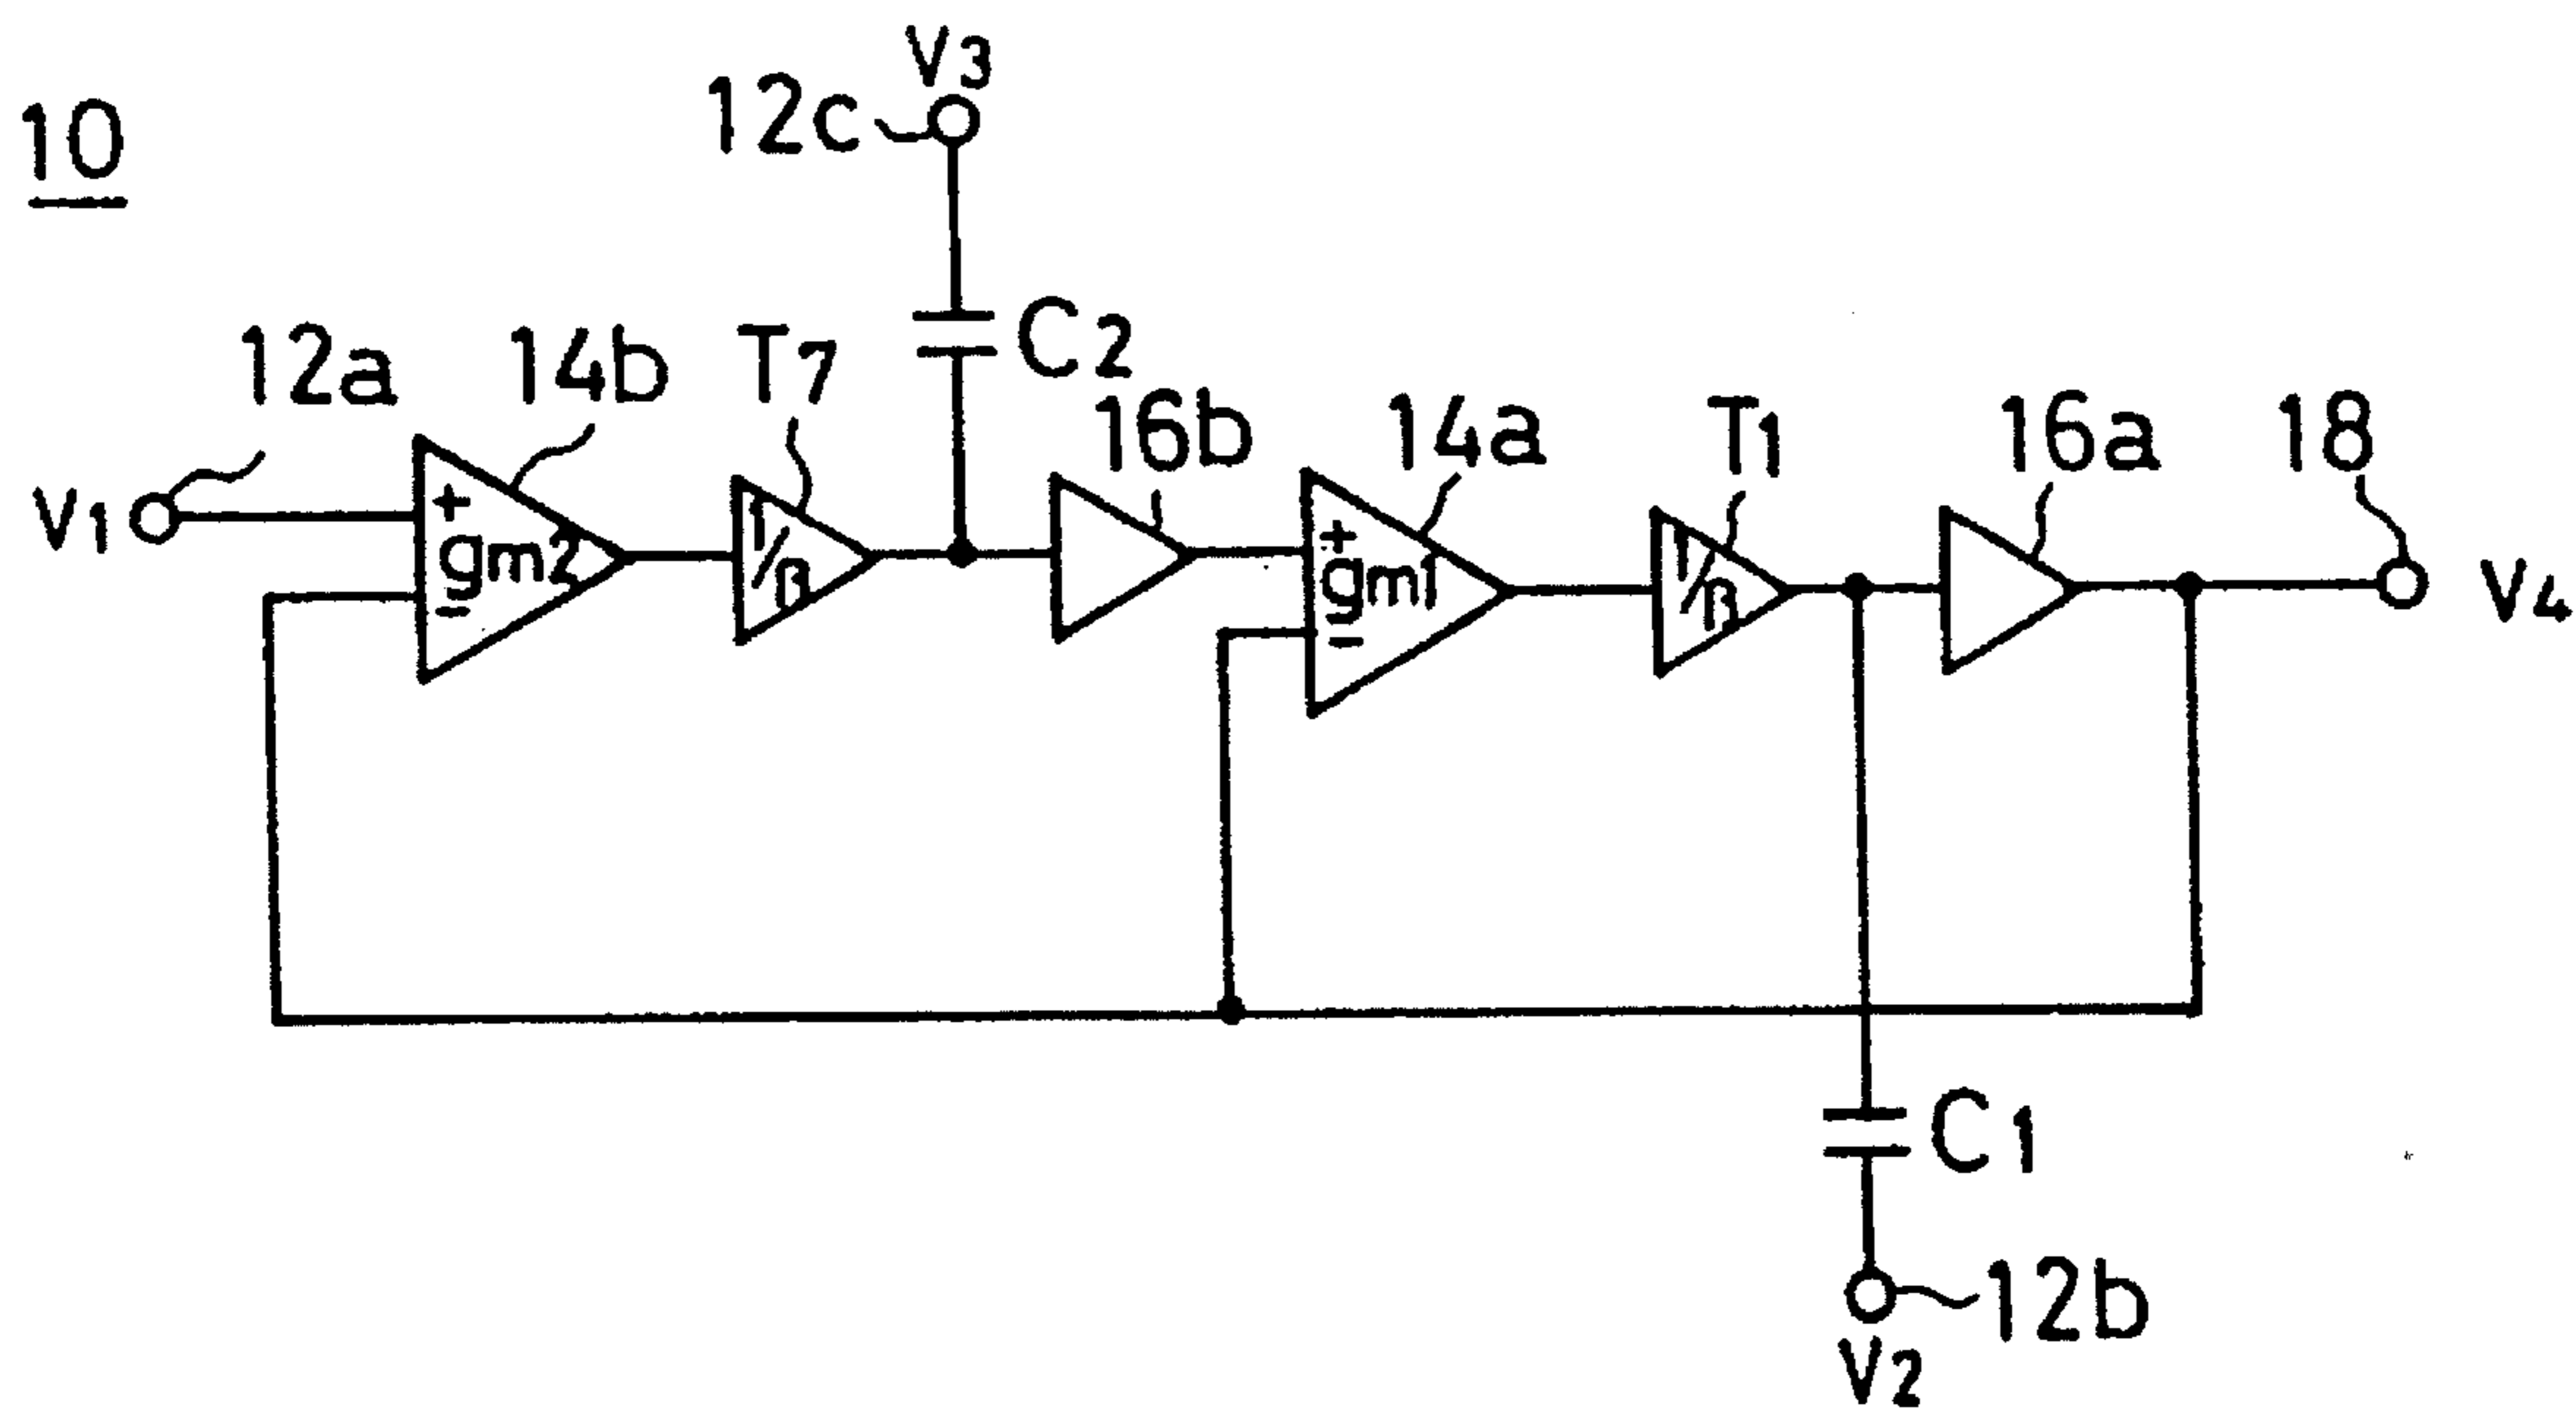 10
V3
12c
C2
12a
14b
T7
16b
14a
T1
16a
18
V1
+
gm2
−
1/β
+
gm1
−
1/β
V4
C1
12b
V2